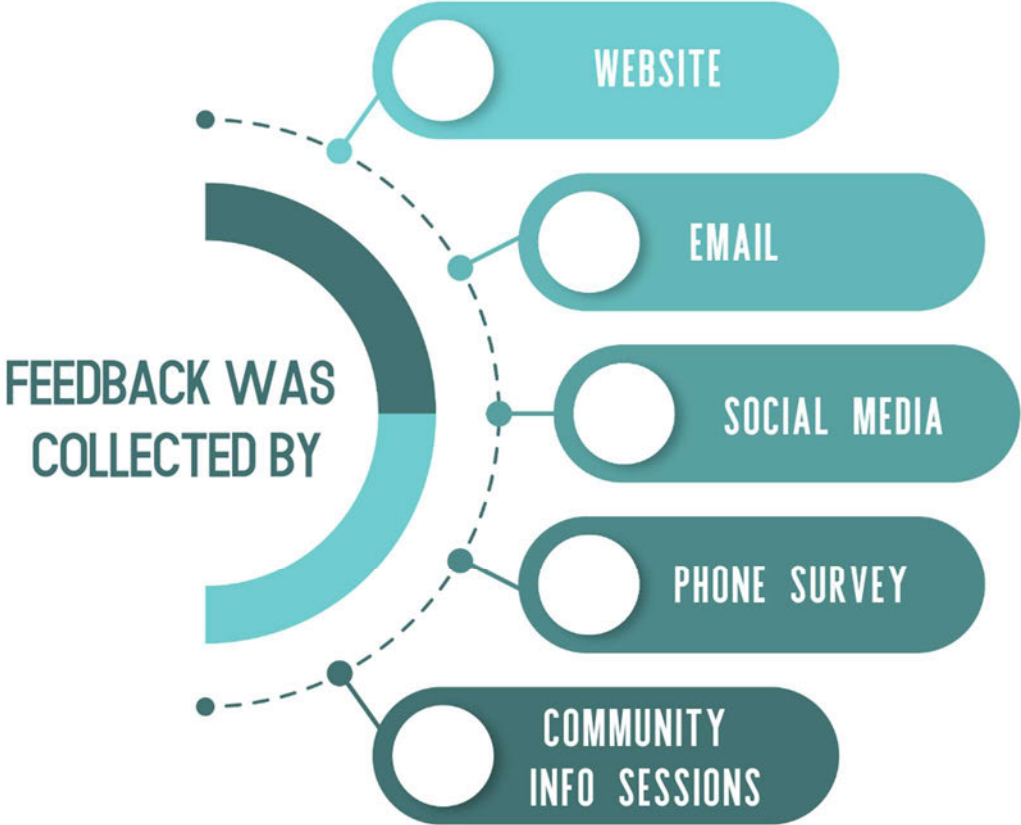 FEEDBACK WAS
COLLECTED BY
WEBSITE
EMAIL
SOCIAL MEDIA
PHONE SURVEY
COMMUNITY
INFO SESSIONS